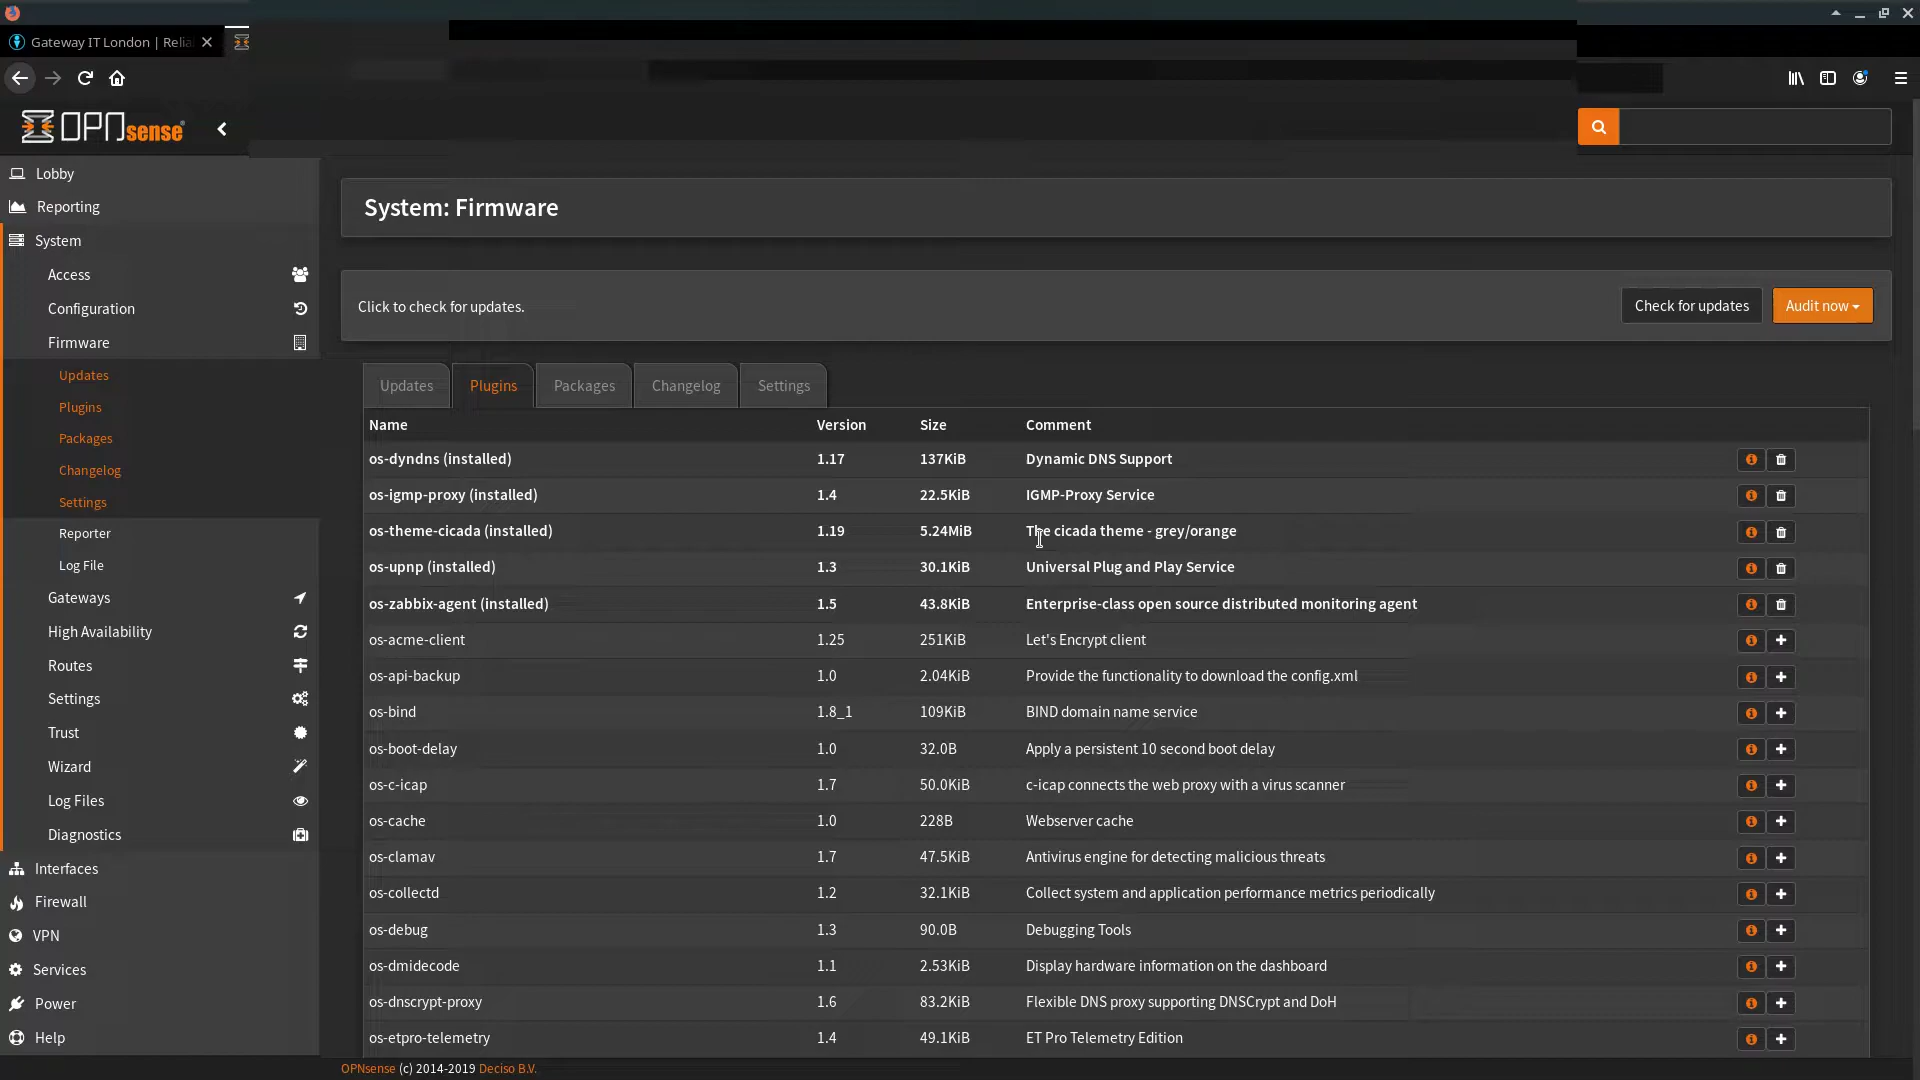 Gateway IT London | Relia
OPNsense
Lobby
Reporting
System
Access
Configuration
Firmware
Updates
Plugins
Packages
Changelog
Settings
Reporter
Log File
Gateways
High Availability
Routes
Settings
Trust
Wizard
Log Files
Diagnostics
Interfaces
Firewall
VPN
Services
Power
Help
System: Firmware
Click to check for updates.
Check for updates
Audit now
Updates Plugins Packages Changelog Settings
Name Version Size Comment
os-dyndns (installed) 1.17 137KiB Dynamic DNS Support
os-igmp-proxy (installed) 1.4 22.5KiB IGMP-Proxy Service
os-theme-cicada (installed) 1.19 5.24MiB The cicada theme - grey/orange
os-upnp (installed) 1.3 30.1KiB Universal Plug and Play Service
os-zabbix-agent (installed) 1.5 43.8KiB Enterprise-class open source distributed monitoring agent
os-acme-client 1.25 251KiB Let's Encrypt client
os-api-backup 1.0 2.04KiB Provide the functionality to download the config.xml
os-bind 1.8_1 109KiB BIND domain name service
os-boot-delay 1.0 32.0B Apply a persistent 10 second boot delay
os-c-icap 1.7 50.0KiB c-icap connects the web proxy with a virus scanner
os-cache 1.0 228B Webserver cache
os-clamav 1.7 47.5KiB Antivirus engine for detecting malicious threats
os-collectd 1.2 32.1KiB Collect system and application performance metrics periodically
os-debug 1.3 90.0B Debugging Tools
os-dmidecode 1.1 2.53KiB Display hardware information on the dashboard
os-dnscrypt-proxy 1.6 83.2KiB Flexible DNS proxy supporting DNSCrypt and DoH
os-etpro-telemetry 1.4 49.1KiB ET Pro Telemetry Edition
OPNsense (c) 2014-2019 Deciso B.V.